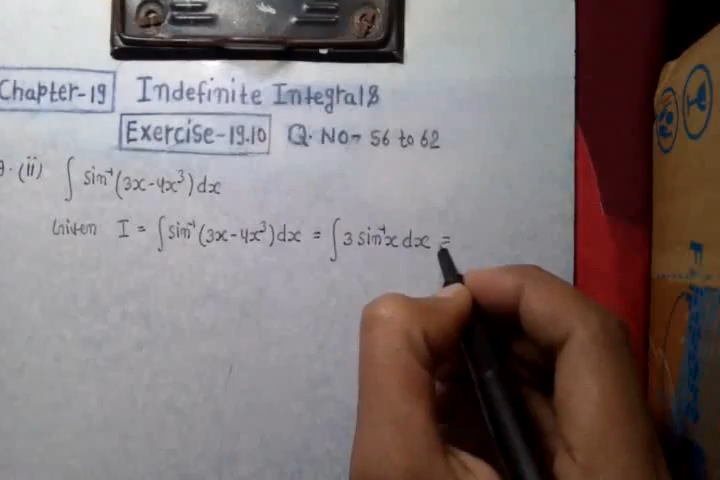 Chapter-19 Indefinite Integrals
Exercise-19.10 Q. NO- 56 to 62
(ii) ∫ sin⁻¹(3x-4x³)dx
Given I = ∫sin⁻¹(3x-4x³)dx = ∫3 sin⁻¹x dx =